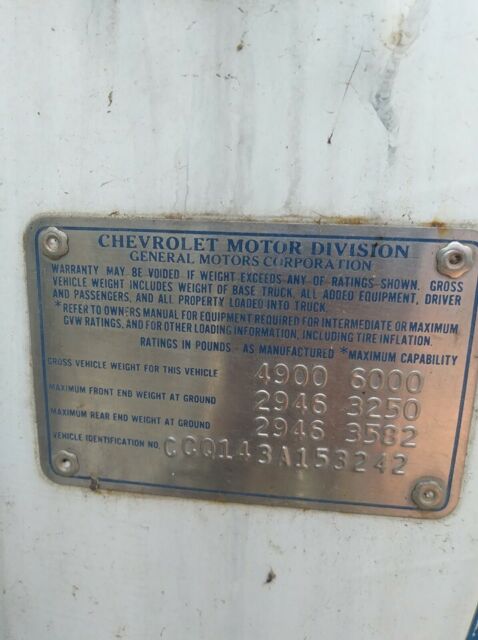 CHEVROLET MOTOR DIVISION
GENERAL MOTORS CORPORATION
WARRANTY MAY BE VOIDED IF WEIGHT EXCEEDS ANY OF RATINGS SHOWN. GROSS
VEHICLE WEIGHT INCLUDES WEIGHT OF BASE TRUCK, ALL ADDED EQUIPMENT, DRIVER
AND PASSENGERS, AND ALL PROPERTY LOADED INTO TRUCK.
*REFER TO OWNERS MANUAL FOR EQUIPMENT REQUIRED FOR INTERMEDIATE OR MAXIMUM
GVW RATINGS, AND FOR OTHER LOADING INFORMATION, INCLUDING TIRE INFLATION.
RATINGS IN POUNDS - AS MANUFACTURED *MAXIMUM CAPABILITY
GROSS VEHICLE WEIGHT FOR THIS VEHICLE 4900 6000
MAXIMUM FRONT END WEIGHT AT GROUND 2946 3250
MAXIMUM REAR END WEIGHT AT GROUND 2946 3582
VEHICLE IDENTIFICATION NO. CCQ143A153242